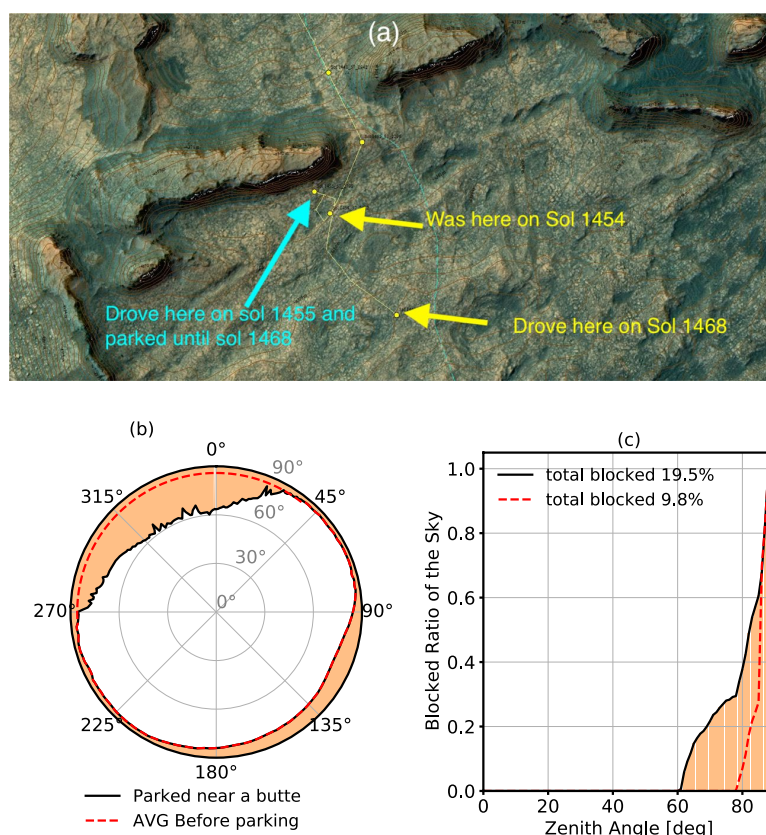 (a)
Was here on Sol 1454
Drove here on sol 1455 and
parked until sol 1468
Drove here on Sol 1468
(b)
0°
90°
45°
315°
60°
30°
270°
0°
90°
225°
135°
180°
Parked near a butte
AVG Before parking
(c)
total blocked 19.5%
total blocked 9.8%
Blocked Ratio of the Sky
1.0
0.8
0.6
0.4
0.2
0.0
0 20 40 60 80
Zenith Angle [deg]